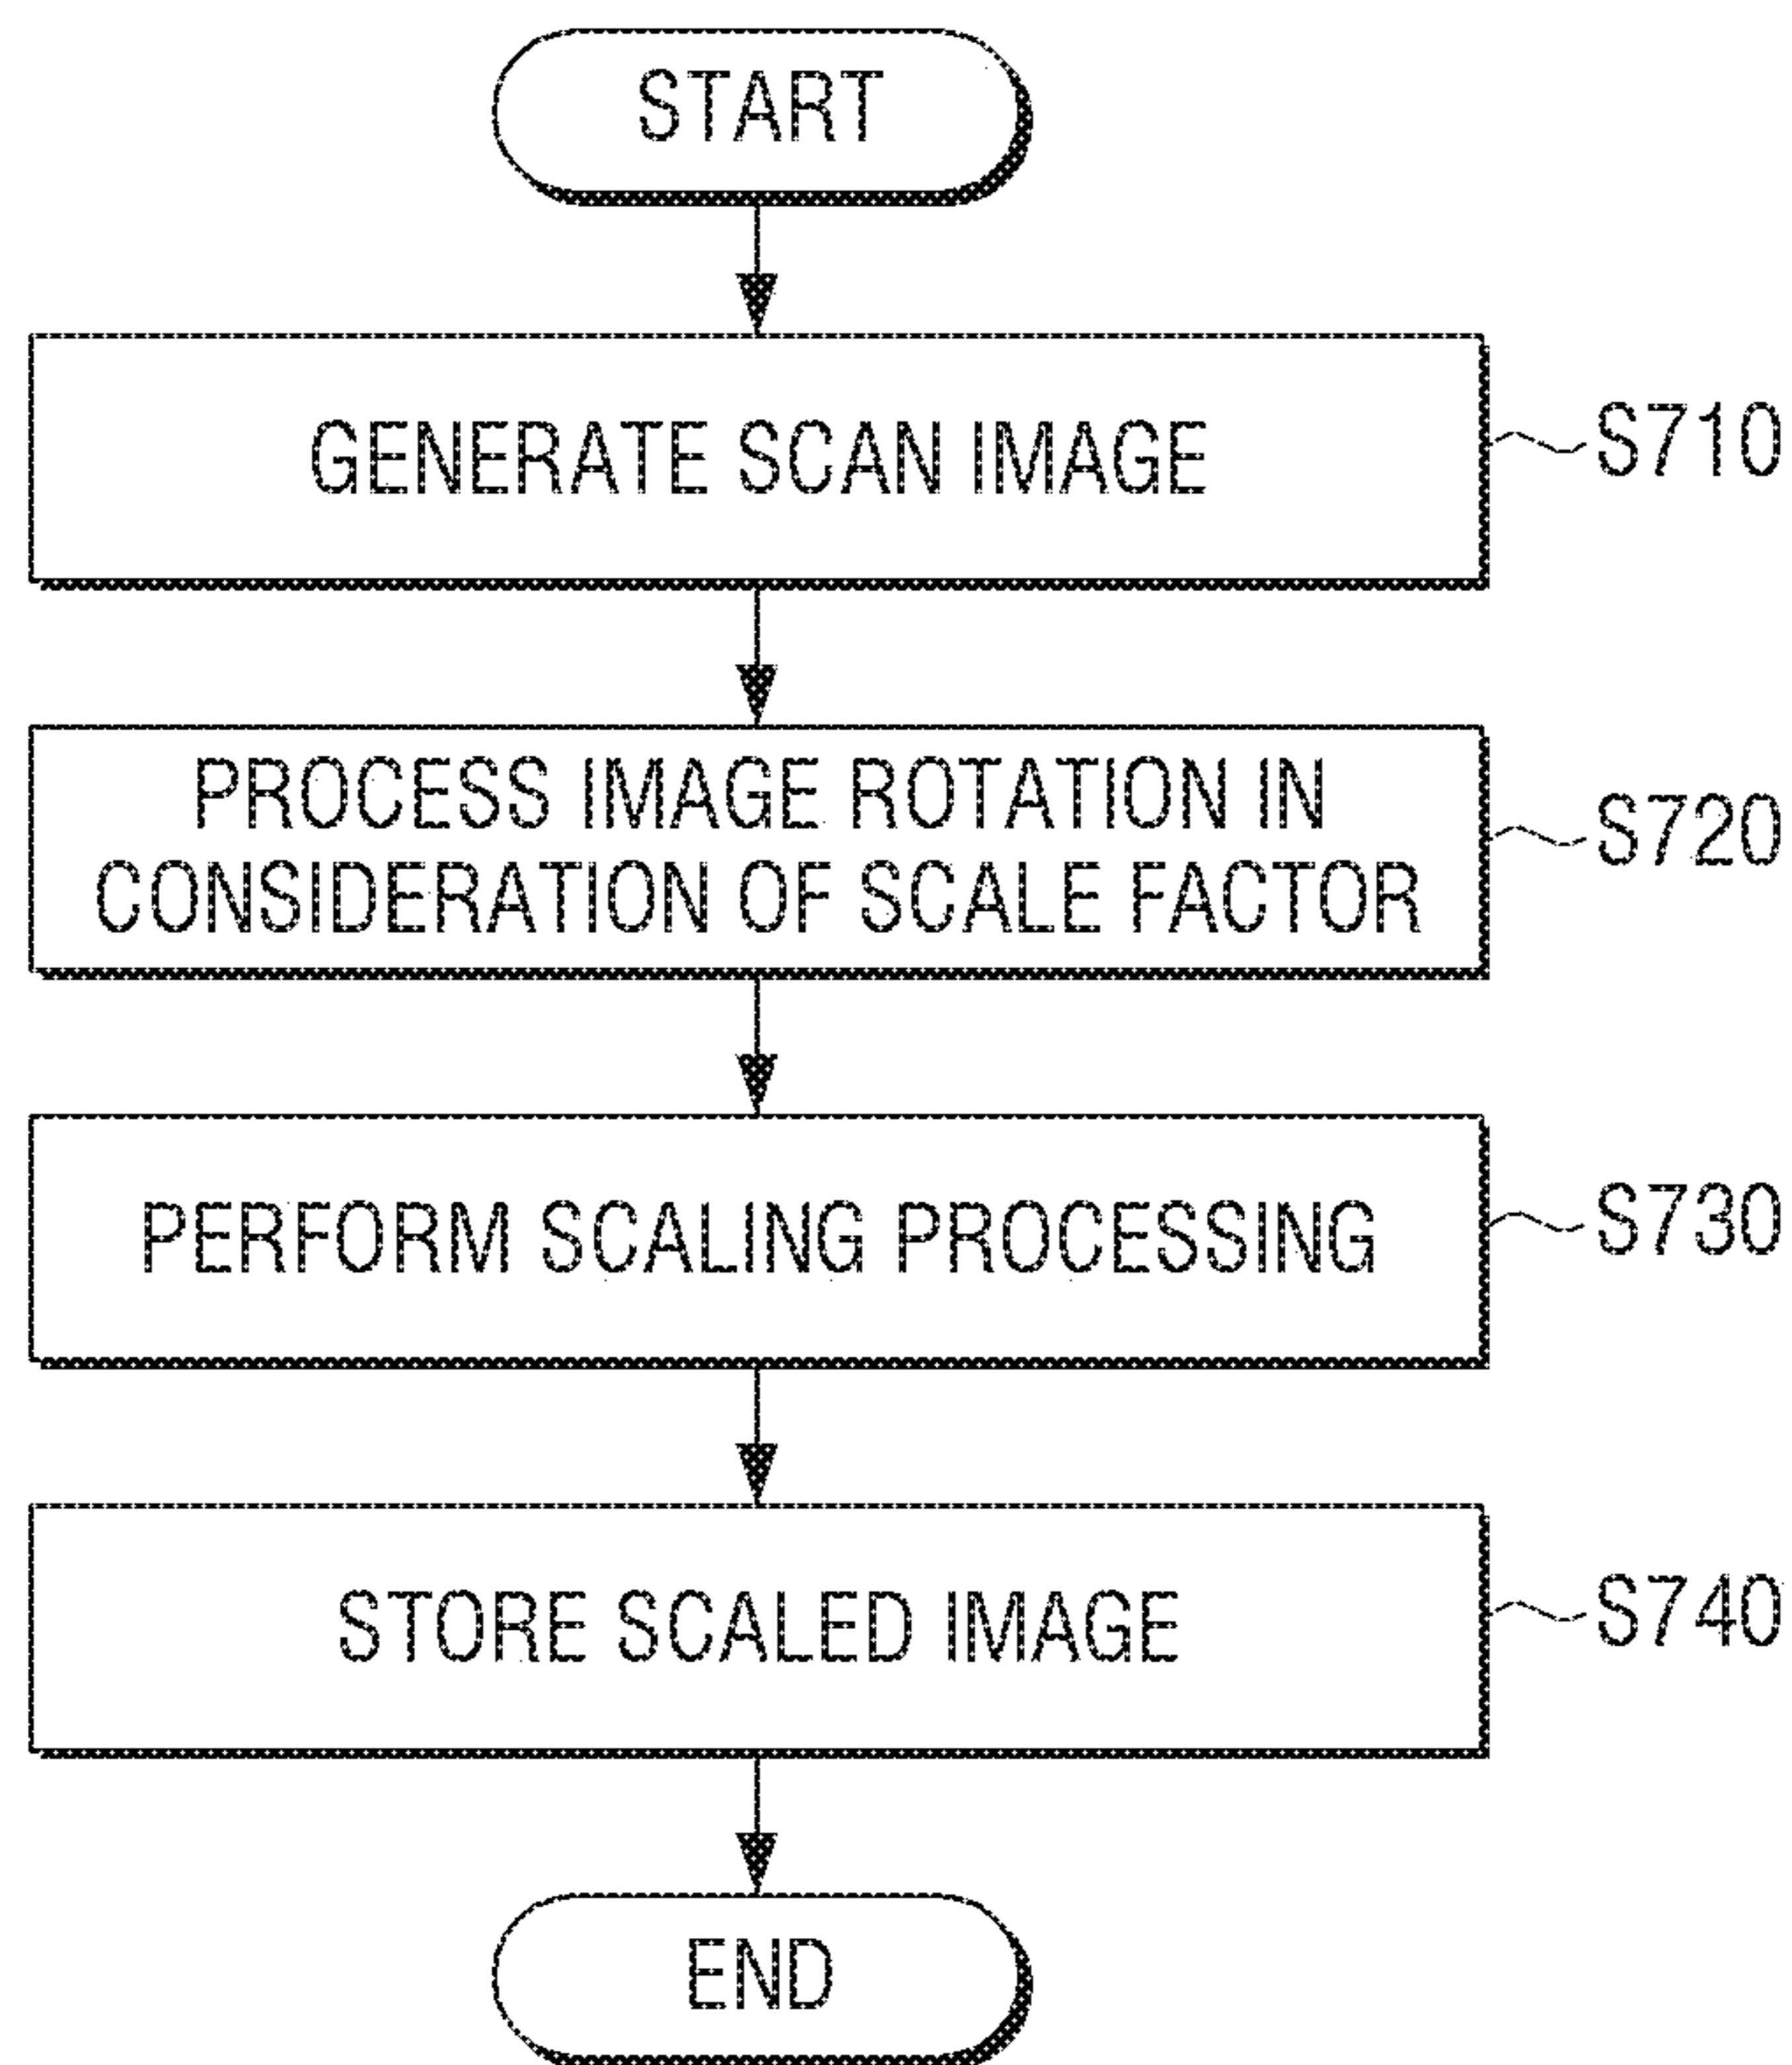 START
GENERATE SCAN IMAGE
S710
PROCESS IMAGE ROTATION IN
CONSIDERATION OF SCALE FACTOR
S720
PERFORM SCALING PROCESSING
S730
STORE SCALED IMAGE
S740
END